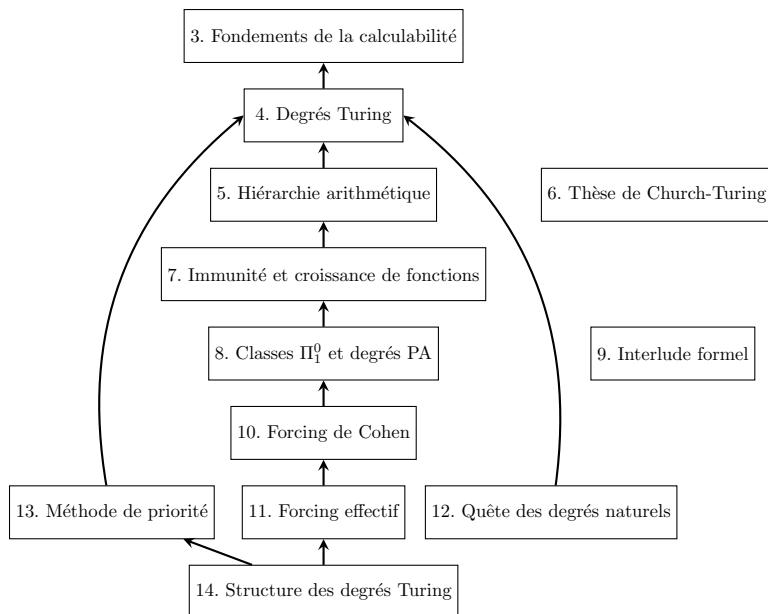 3. Fondements de la calculabilité
4. Degrés Turing
5. Hiérarchie arithmétique
6. Thèse de Church-Turing
7. Immunité et croissance de fonctions
8. Classes Π⁰₁ et degrés PA
9. Interlude formel
10. Forcing de Cohen
13. Méthode de priorité
11. Forcing effectif
12. Quête des degrés naturels
14. Structure des degrés Turing